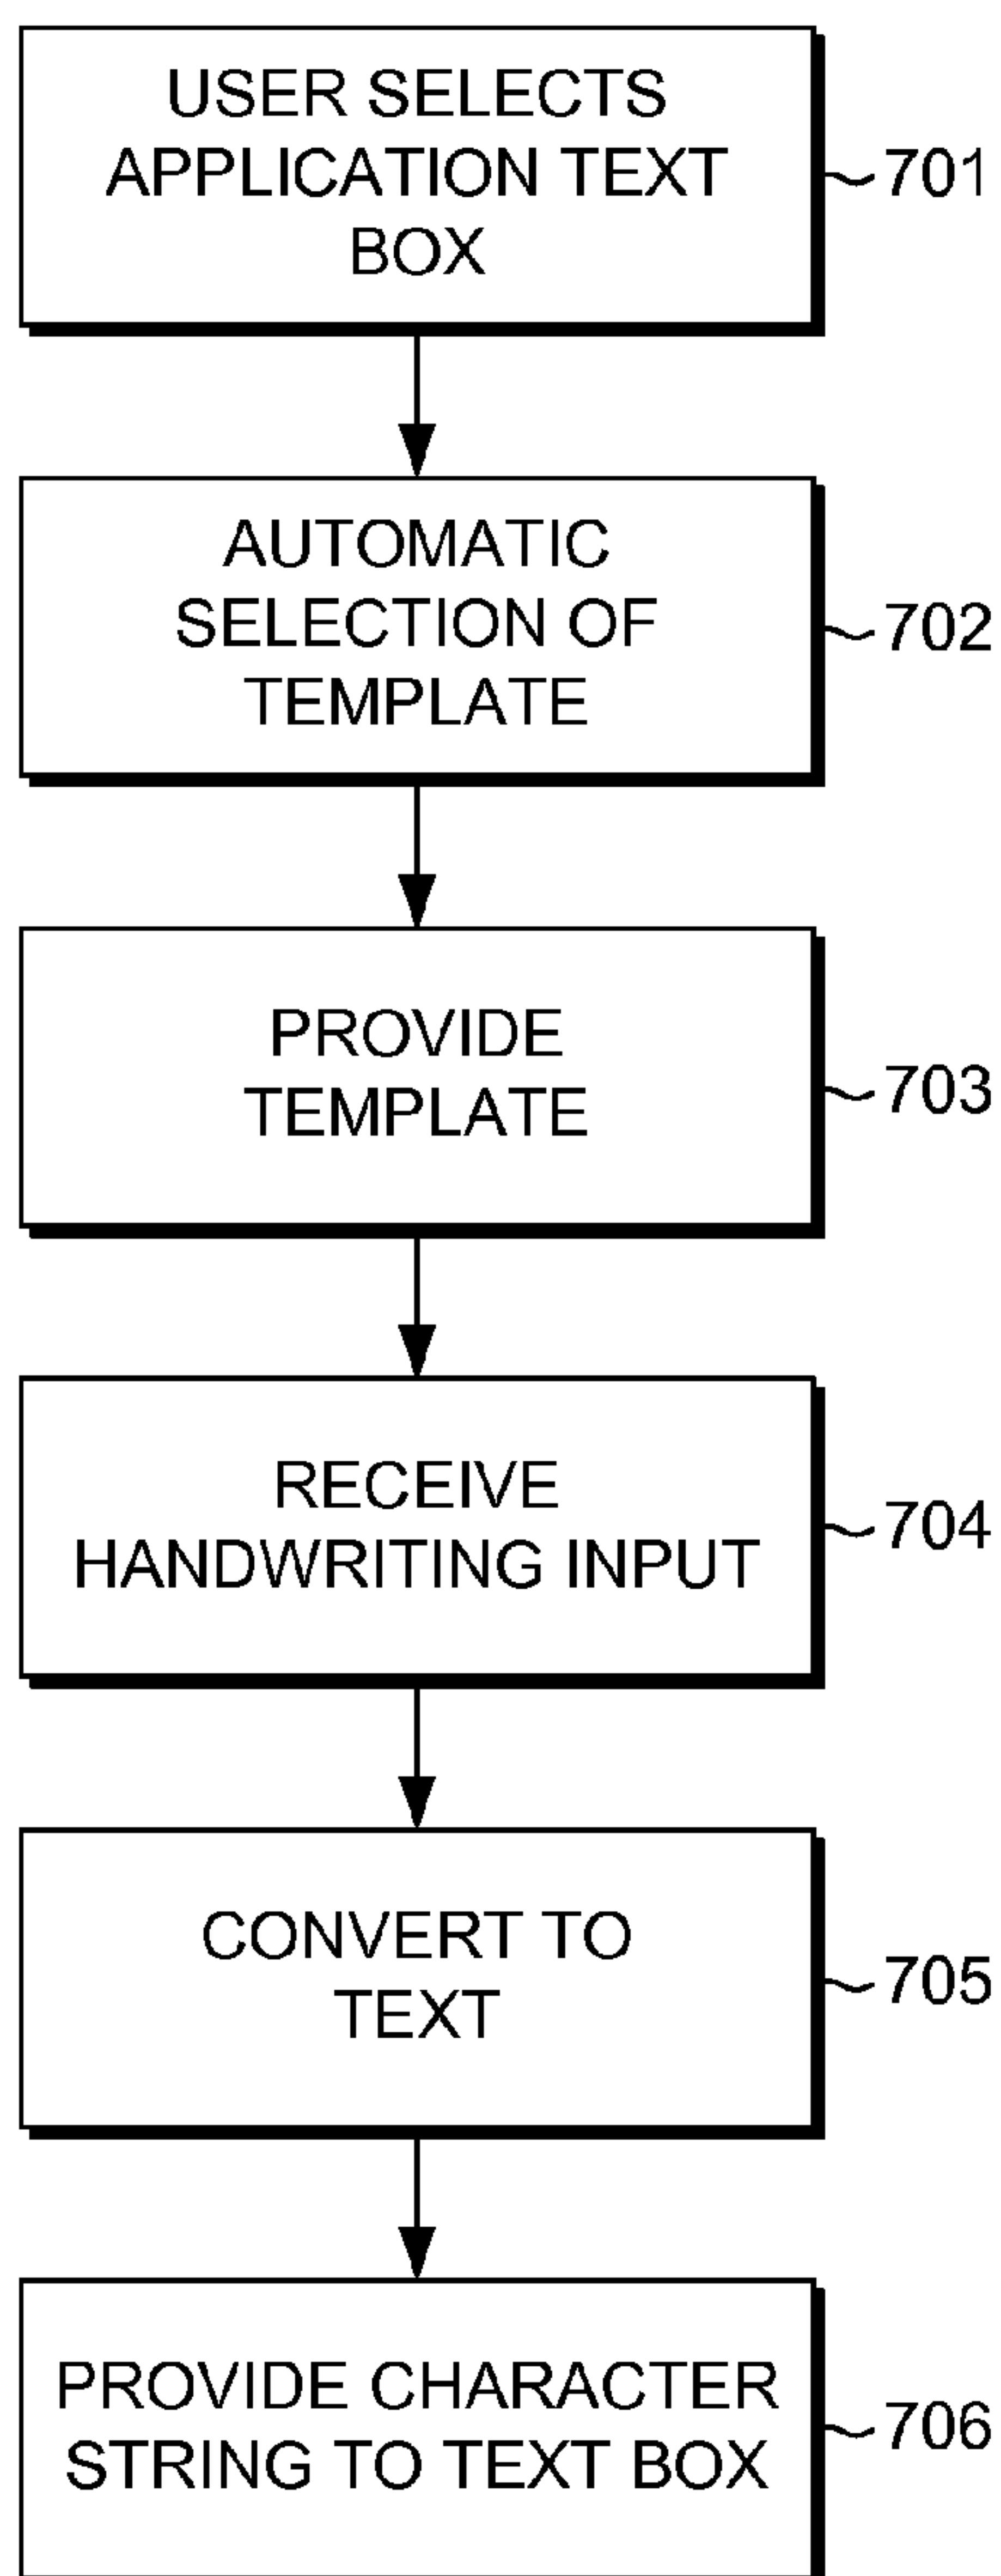 USER SELECTS
APPLICATION TEXT
BOX
701
AUTOMATIC
SELECTION OF
TEMPLATE
702
PROVIDE
TEMPLATE
703
RECEIVE
HANDWRITING INPUT
704
CONVERT TO
TEXT
705
PROVIDE CHARACTER
STRING TO TEXT BOX
706